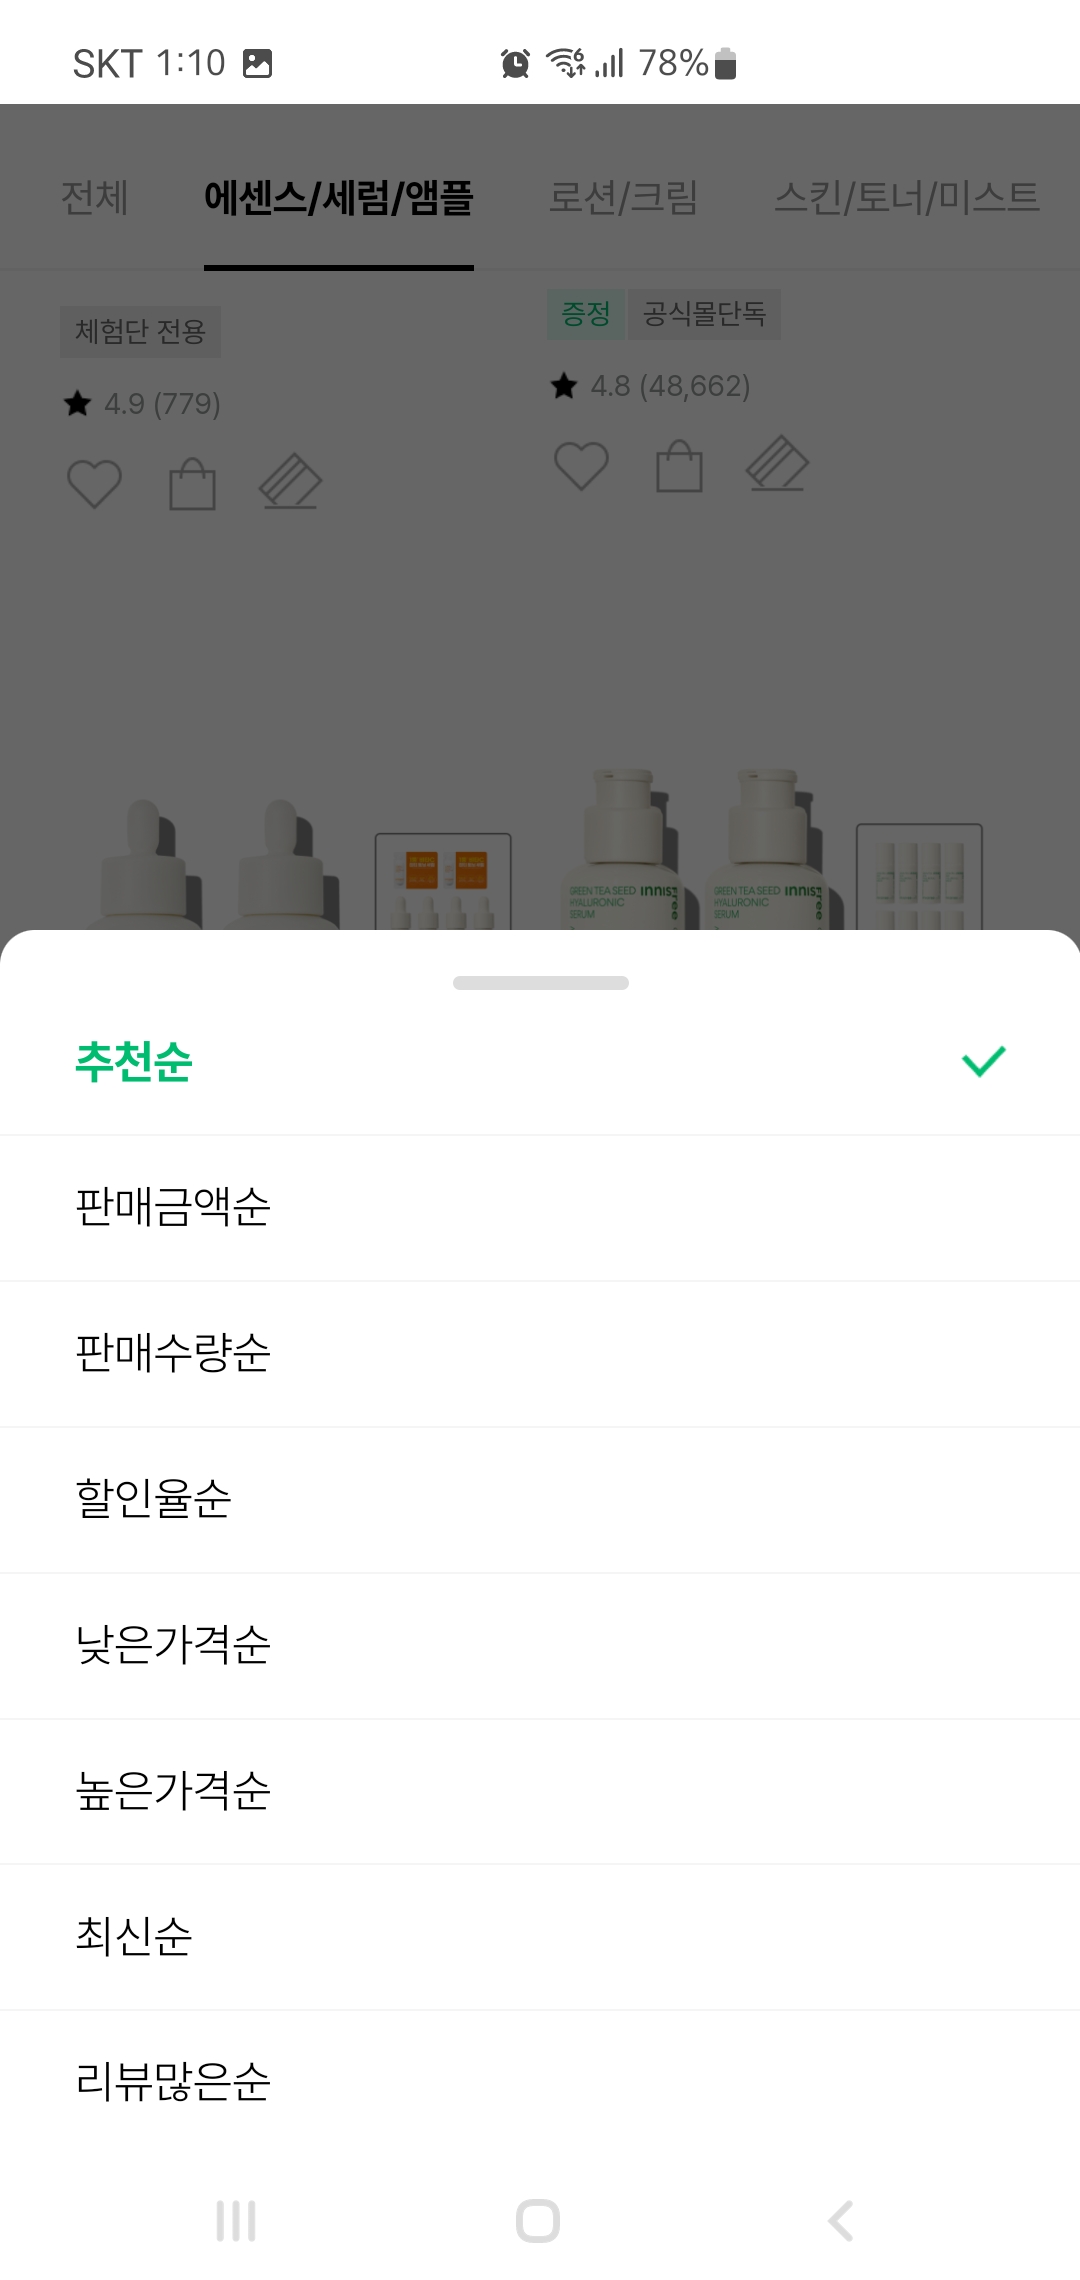 SKT 1:10 78%
전체 에센스/세럼/앰플 로션/크림 스킨/토너/미스트
체험단 전용
★ 4.9 (779)
증정 공식몰단독
★ 4.8 (48,662)
GREEN TEA SEED
HYALURONIC
SERUM
innisfree
GREEN TEA SEED
HYALURONIC
SERUM
innisfree
추천순
판매금액순
판매수량순
할인율순
낮은가격순
높은가격순
최신순
리뷰많은순